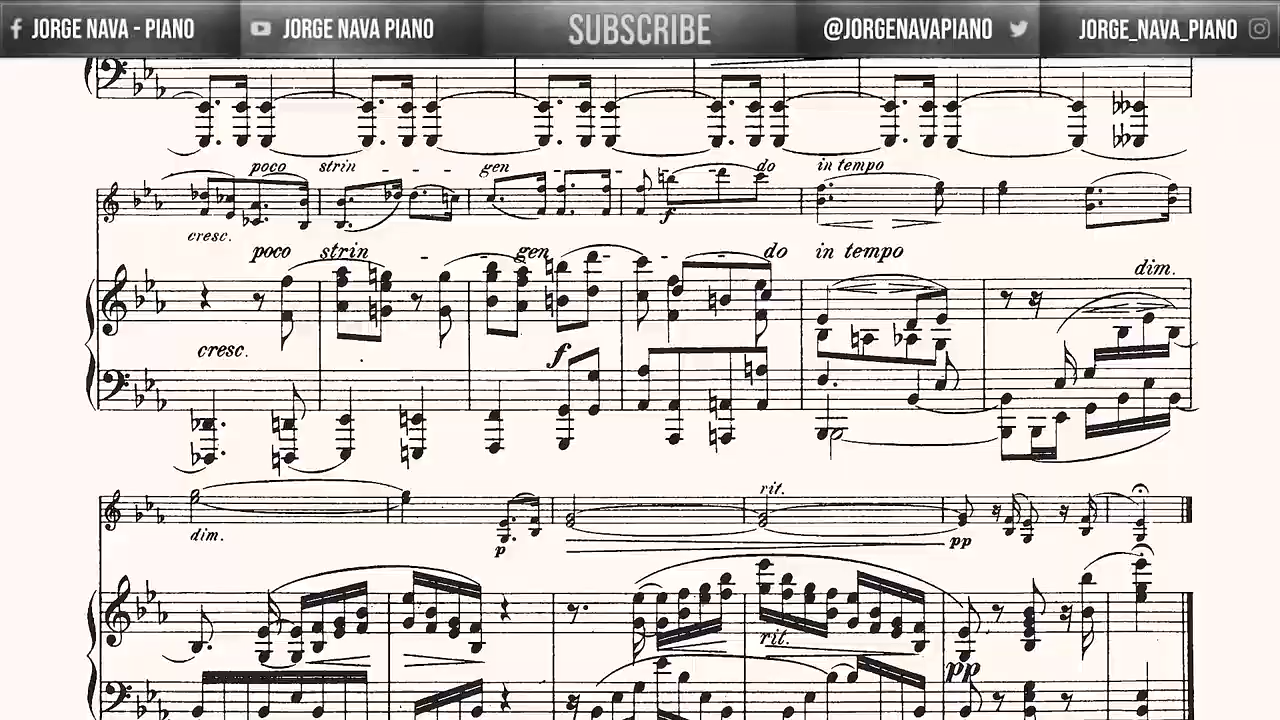 JORGE NAVA - PIANO JORGE NAVA PIANO SUBSCRIBE @JORGENAVAPIANO JORGE_NAVA_PIANO
poco strin - - - gen - - - do in tempo
f
cresc.
poco strin - - gen - - - do in tempo
dim.
cresc. f
rit.
dim. p pp
rit.
pp